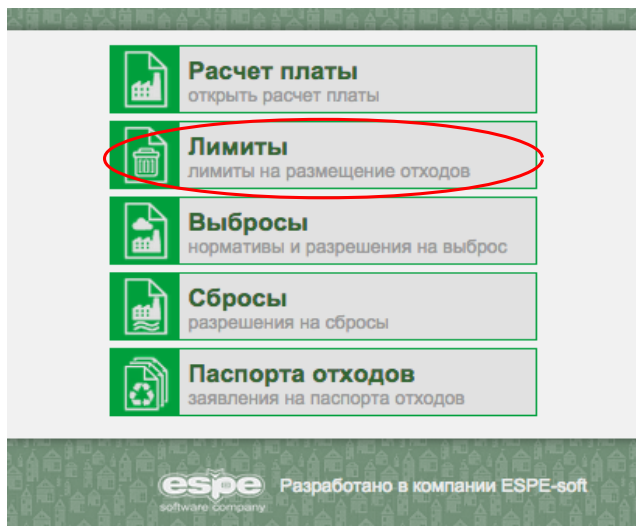 Расчет платы
открыть расчет платы
Лимиты
лимиты на размещение отходов
Выбросы
нормативы и разрешения на выброс
Сбросы
разрешения на сбросы
Паспорта отходов
заявления на паспорта отходов
espe Разработано в компании ESPE-soft
software company